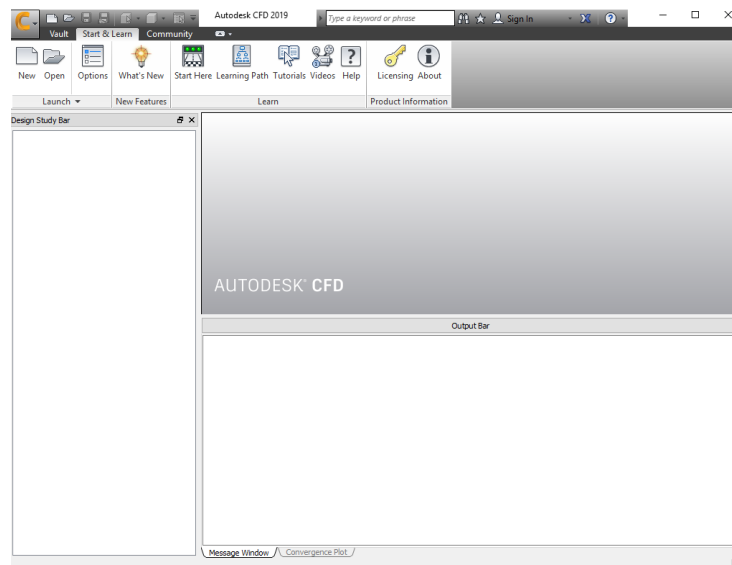 Autodesk CFD 2019 Type a keyword or phrase Sign In
Vault Start & Learn Community
New Open Options What's New Start Here Learning Path Tutorials Videos Help Licensing About
Launch New Features Learn Product Information
Design Study Bar
AUTODESK® CFD
Output Bar
Message Window Convergence Plot